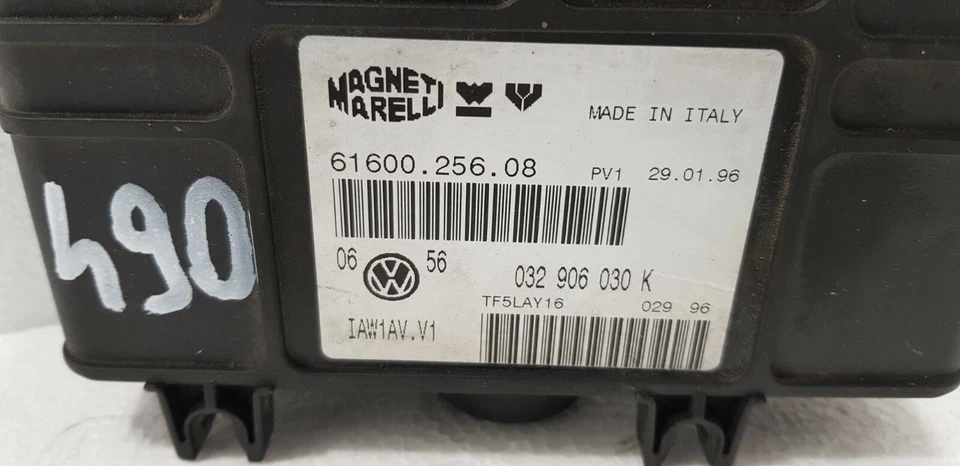 490
MAGNETI
MARELLI
MADE IN ITALY
61600.256.08
PV1 29.01.96
06 56
032 906 030 K
TF5LAY16 029 96
IAW1AV.V1